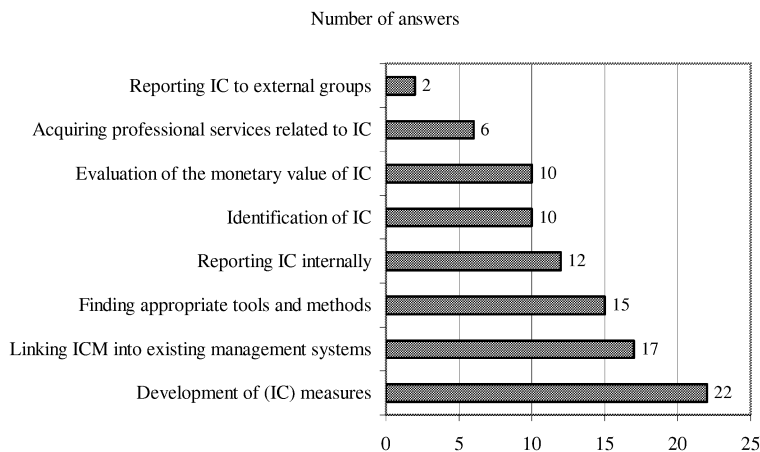 Number of answers
Reporting IC to external groups 2
Acquiring professional services related to IC 6
Evaluation of the monetary value of IC 10
Identification of IC 10
Reporting IC internally 12
Finding appropriate tools and methods 15
Linking ICM into existing management systems 17
Development of (IC) measures 22
0 5 10 15 20 25